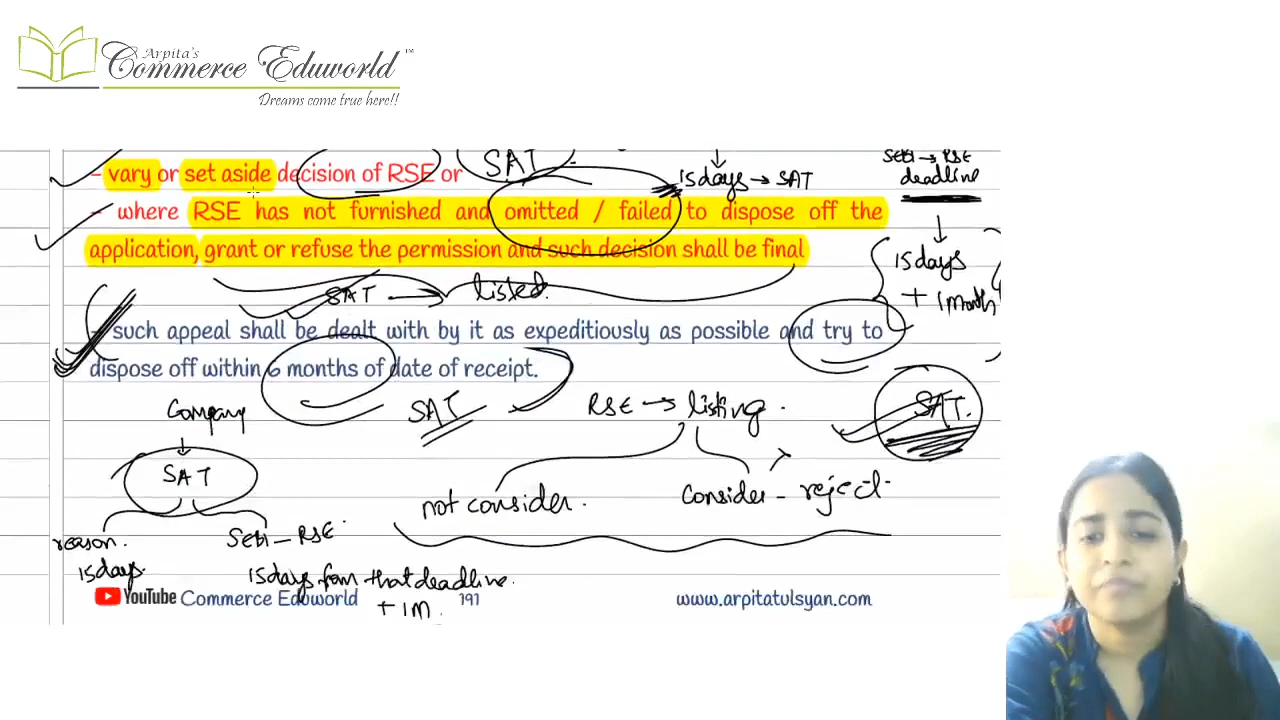 Arpita's
Commerce Eduworld™
Dreams come true here!!
- vary or set aside decision of RSE or
SAT
15days → SAT
SEBI → RSE
deadline
- where RSE has not furnished and omitted / failed to dispose off the
application, grant or refuse the permission and such decision shall be final
15days
+ 1 month
SAT → listed.
- such appeal shall be dealt with by it as expeditiously as possible and try to
dispose off within 6 months of date of receipt.
Company
SAT
RSE → listing.
SAT.
SAT
not consider.
Consider - reject.
reason.
SEBI - RSE
15days.
15days from that deadline.
+ 1M.
YouTube Commerce Eduworld
191
www.arpitatulsyan.com